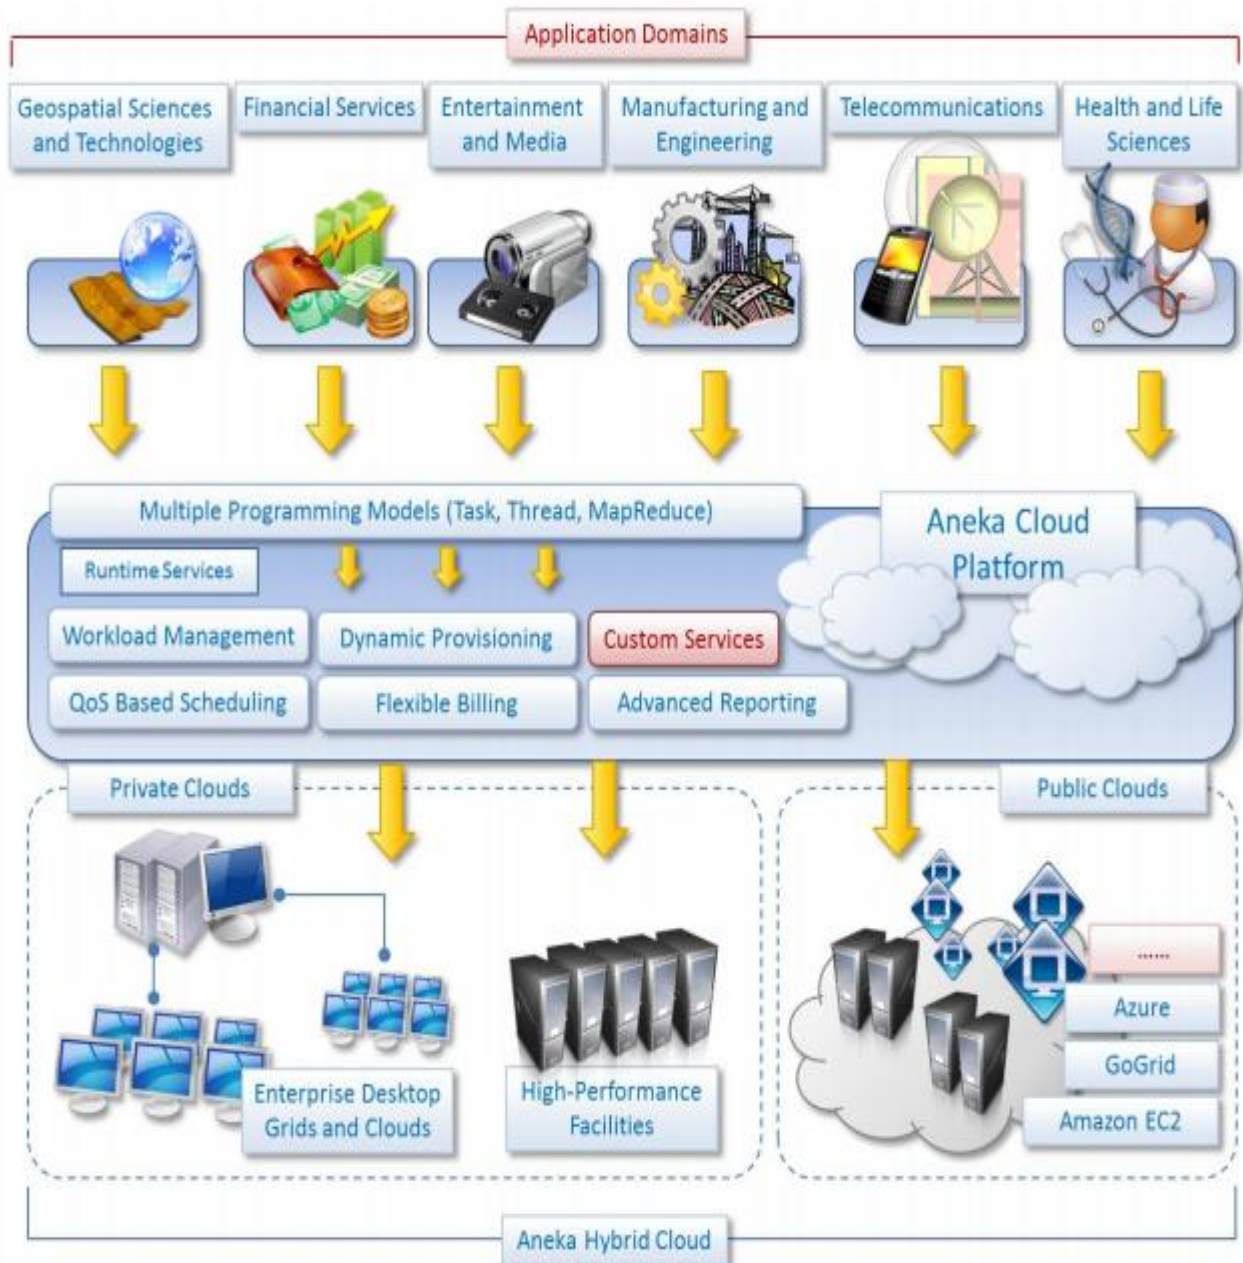 Application Domains
Geospatial Sciences
and Technologies
Financial Services
Entertainment
and Media
Manufacturing and
Engineering
Telecommunications
Health and Life
Sciences
Multiple Programming Models (Task, Thread, MapReduce)
Aneka Cloud
Platform
Runtime Services
Workload Management
Dynamic Provisioning
Custom Services
QoS Based Scheduling
Flexible Billing
Advanced Reporting
Private Clouds
Public Clouds
......
Azure
GoGrid
Amazon EC2
Enterprise Desktop
Grids and Clouds
High-Performance
Facilities
Aneka Hybrid Cloud